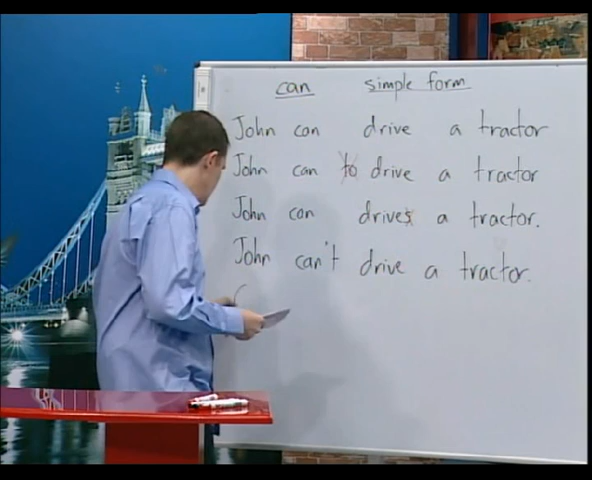 can simple form
John can drive a tractor
John can to drive a tractor
John can drives a tractor.
John can't drive a tractor.